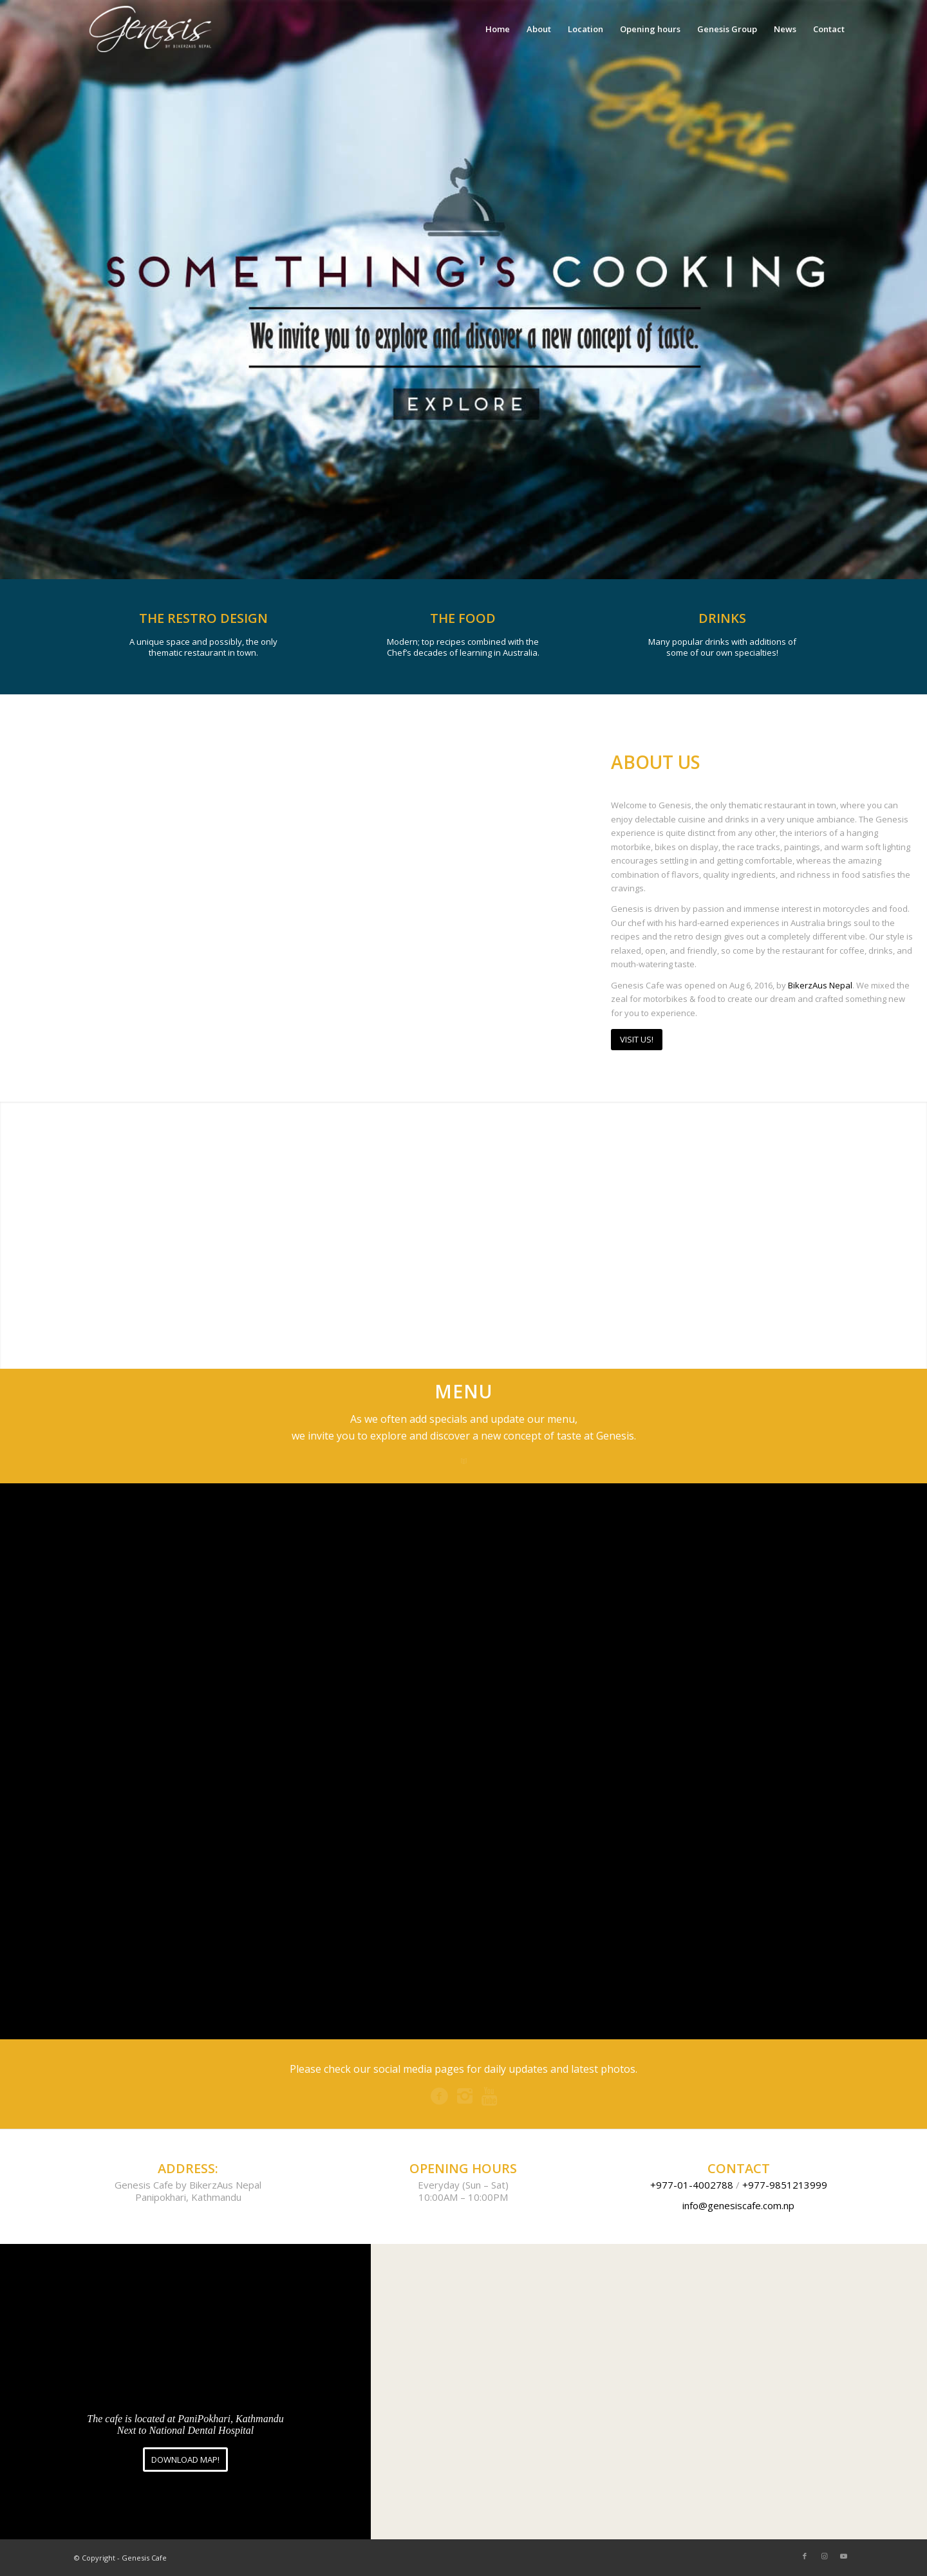 Genesis
BY BIKERZAUS NEPAL
Home About Location Opening hours Genesis Group News Contact
Genesis
SOMETHING'S COOKING
We invite you to explore and discover a new concept of taste.
EXPLORE
THE RESTRO DESIGN
A unique space and possibly, the only
thematic restaurant in town.
THE FOOD
Modern; top recipes combined with the
Chef's decades of learning in Australia.
DRINKS
Many popular drinks with additions of
some of our own specialties!
ABOUT US
Welcome to Genesis, the only thematic restaurant in town, where you can
enjoy delectable cuisine and drinks in a very unique ambiance. The Genesis
experience is quite distinct from any other, the interiors of a hanging
motorbike, bikes on display, the race tracks, paintings, and warm soft lighting
encourages settling in and getting comfortable, whereas the amazing
combination of flavors, quality ingredients, and richness in food satisfies the
cravings.
Genesis is driven by passion and immense interest in motorcycles and food.
Our chef with his hard-earned experiences in Australia brings soul to the
recipes and the retro design gives out a completely different vibe. Our style is
relaxed, open, and friendly, so come by the restaurant for coffee, drinks, and
mouth-watering taste.
Genesis Cafe was opened on Aug 6, 2016, by BikerzAus Nepal. We mixed the
zeal for motorbikes & food to create our dream and crafted something new
for you to experience.
VISIT US!
MENU
As we often add specials and update our menu,
we invite you to explore and discover a new concept of taste at Genesis.
Please check our social media pages for daily updates and latest photos.
ADDRESS:
Genesis Cafe by BikerzAus Nepal
Panipokhari, Kathmandu
OPENING HOURS
Everyday (Sun – Sat)
10:00AM – 10:00PM
CONTACT
+977-01-4002788 / +977-9851213999
info@genesiscafe.com.np
The cafe is located at PaniPokhari, Kathmandu
Next to National Dental Hospital
DOWNLOAD MAP!
© Copyright - Genesis Cafe